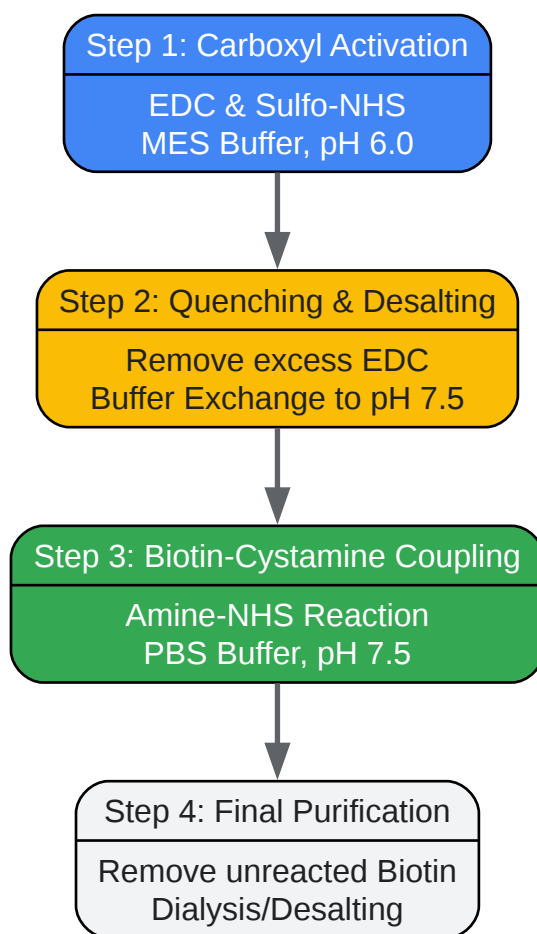 Step 1: Carboxyl Activation
EDC & Sulfo-NHS
MES Buffer, pH 6.0
Step 2: Quenching & Desalting
Remove excess EDC
Buffer Exchange to pH 7.5
Step 3: Biotin-Cystamine Coupling
Amine-NHS Reaction
PBS Buffer, pH 7.5
Step 4: Final Purification
Remove unreacted Biotin
Dialysis/Desalting